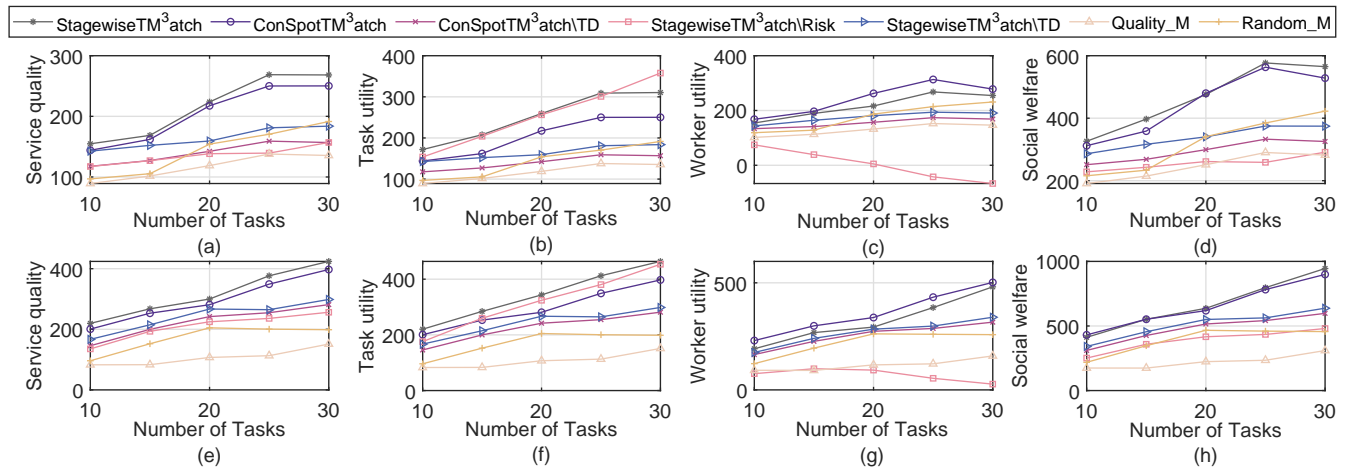 StagewiseTM³atch ConSpotTM³atch ConSpotTM³atch\TD StagewiseTM³atch\Risk StagewiseTM³atch\TD Quality_M Random_M
Service quality 300 200 100 10 20 30 Number of Tasks (a)
Task utility 400 300 200 100 10 20 30 Number of Tasks (b)
Worker utility 400 200 0 10 20 30 Number of Tasks (c)
Social welfare 600 400 200 10 20 30 Number of Tasks (d)
Service quality 400 200 0 10 20 30 Number of Tasks (e)
Task utility 400 200 0 10 20 30 Number of Tasks (f)
Worker utility 500 0 10 20 30 Number of Tasks (g)
Social welfare 1000 500 0 10 20 30 Number of Tasks (h)